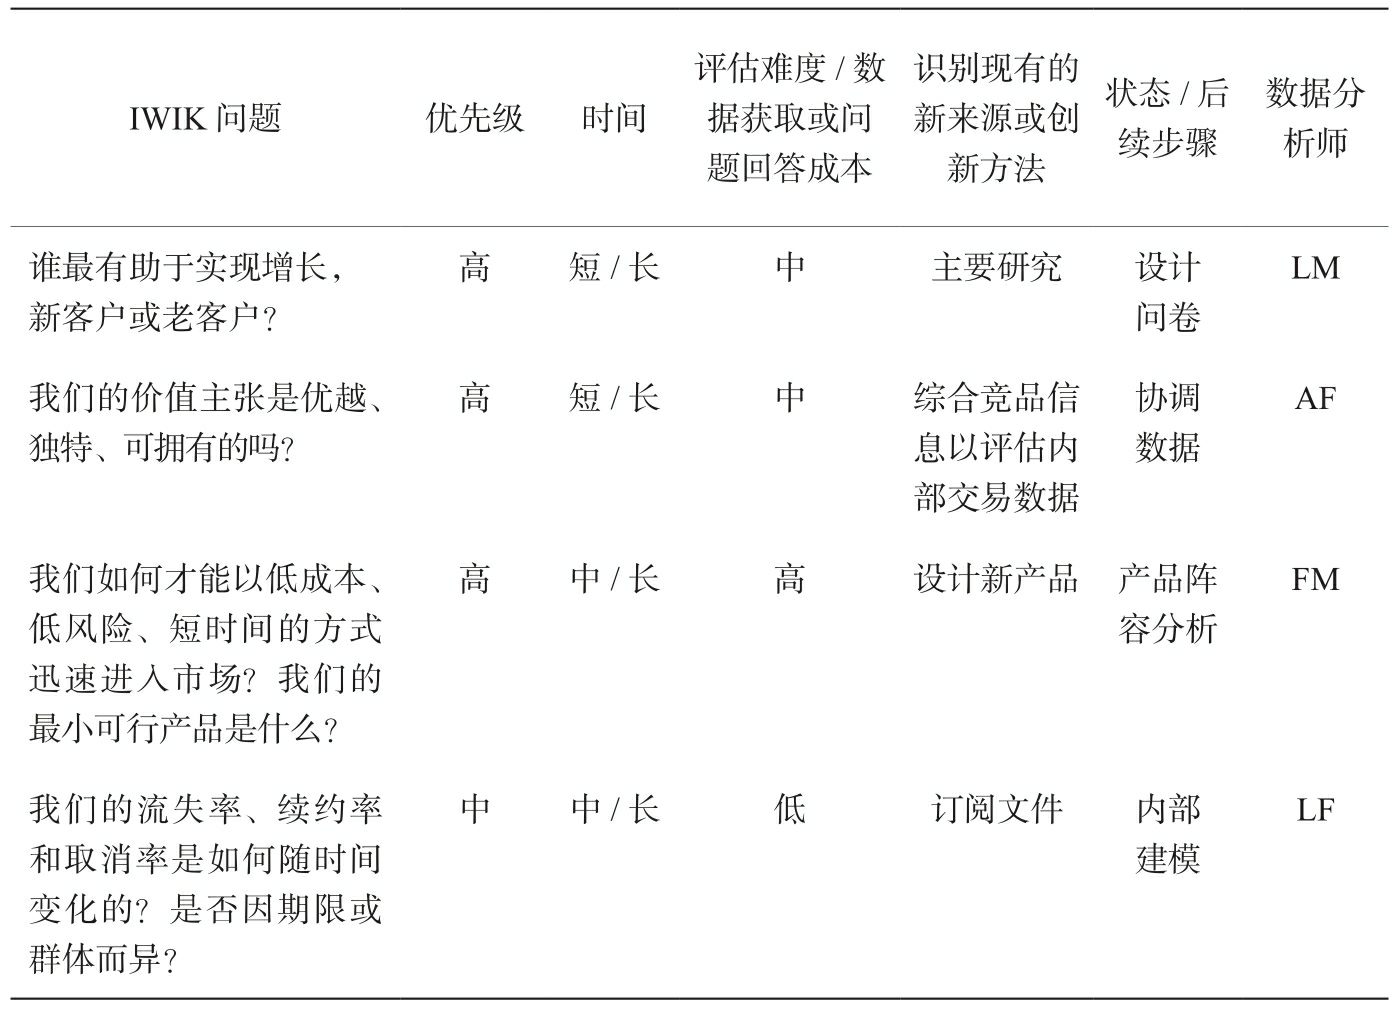 IWIK 问题
优先级
时间
评估难度 / 数
据获取或问
题回答成本
识别现有的
新来源或创
新方法
状态 / 后
续步骤
数据分
析师
谁最有助于实现增长，
新客户或老客户？
高
短 / 长
中
主要研究
设计
问卷
LM
我们的价值主张是优越、
独特、可拥有的吗？
高
短 / 长
中
综合竞品信
息以评估内
部交易数据
协调
数据
AF
我们如何才能以低成本、
低风险、短时间的方式
迅速进入市场？我们的
最小可行产品是什么？
高
中 / 长
高
设计新产品
产品阵
容分析
FM
我们的流失率、续约率
和取消率是如何随时间
变化的？是否因期限或
群体而异？
中
中 / 长
低
订阅文件
内部
建模
LF